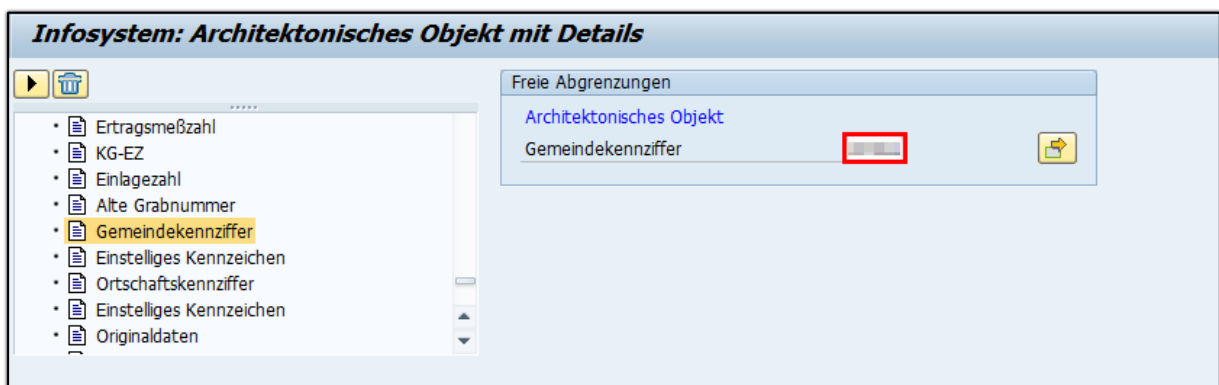 Infosystem: Architektonisches Objekt mit Details
Ertragsmeßzahl
KG-EZ
Einlagezahl
Alte Grabnummer
Gemeindekennziffer
Einstelliges Kennzeichen
Ortschaftskennziffer
Einstelliges Kennzeichen
Originaldaten
Freie Abgrenzungen
Architektonisches Objekt
Gemeindekennziffer